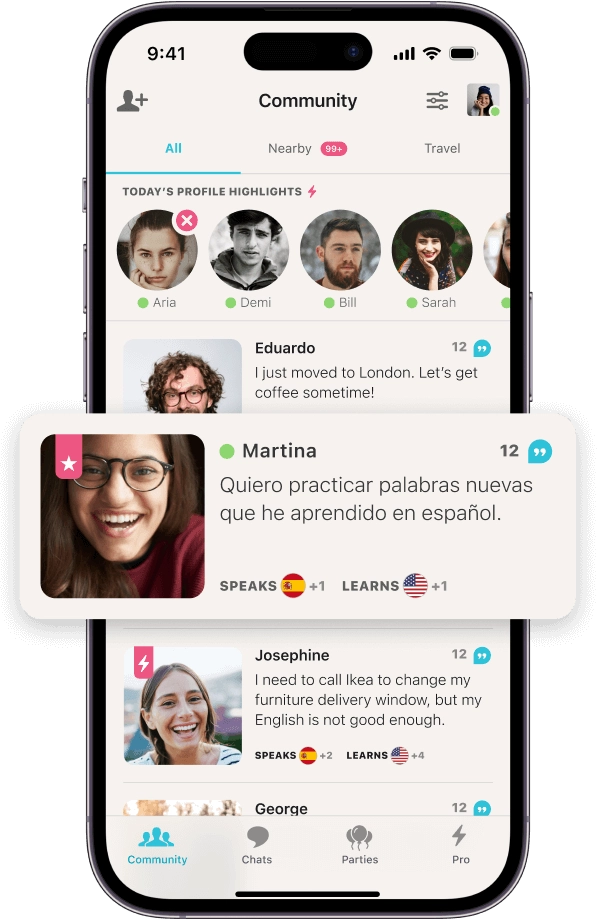 9:41
Community
All
Nearby 99+
Travel
TODAY'S PROFILE HIGHLIGHTS
Aria
Demi
Bill
Sarah
Eduardo
12
I just moved to London. Let's get
coffee sometime!
Martina
12
Quiero practicar palabras nuevas
que he aprendido en español.
SPEAKS +1 LEARNS +1
Josephine
12
I need to call Ikea to change my
furniture delivery window, but my
English is not good enough.
SPEAKS +2 LEARNS +4
George
12
Community
Chats
Parties
Pro